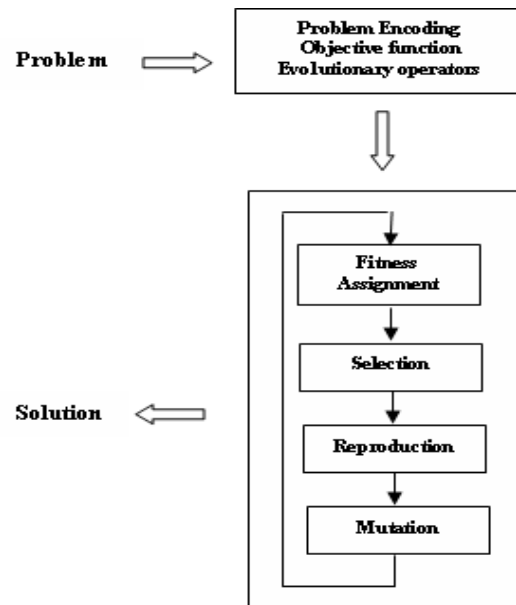 Problem Encoding
Objective function
Evolutionary operators
Problem
Fitness
Assignment
Selection
Solution
Reproduction
Mutation